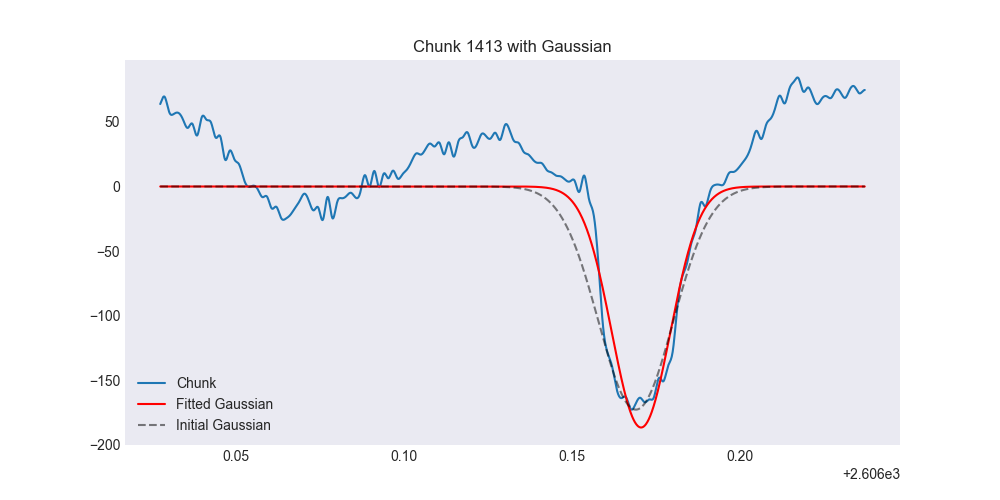 Chunk 1413 with Gaussian
50
0
−50
−100
−150
−200
Chunk
Fitted Gaussian
Initial Gaussian
0.05 0.10 0.15 0.20
+2.606e3